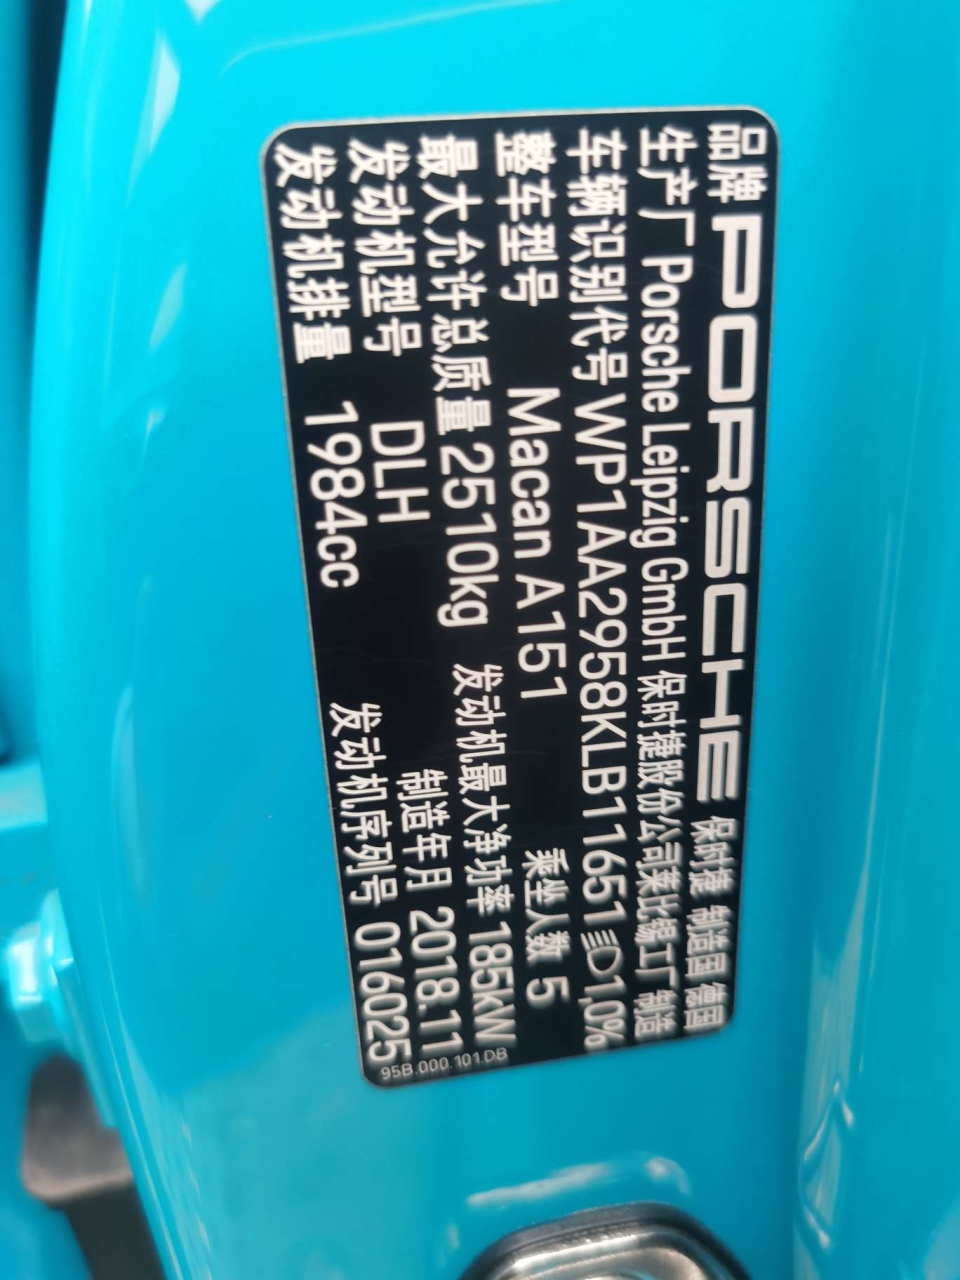 品牌 PORSCHE 保时捷 制造国 德国
生产厂 Porsche Leipzig GmbH 保时捷股份公司莱比锡工厂制造
车辆识别代号 WP1AA2958KLB11651 1,0%
整车型号 Macan A151 乘坐人数 5
最大允许总质量 2510kg 发动机最大净功率 185kW
发动机型号 DLH 制造年月 2018.11
发动机排量 1984cc 发动机序列号 016025
95B.000.101.DB